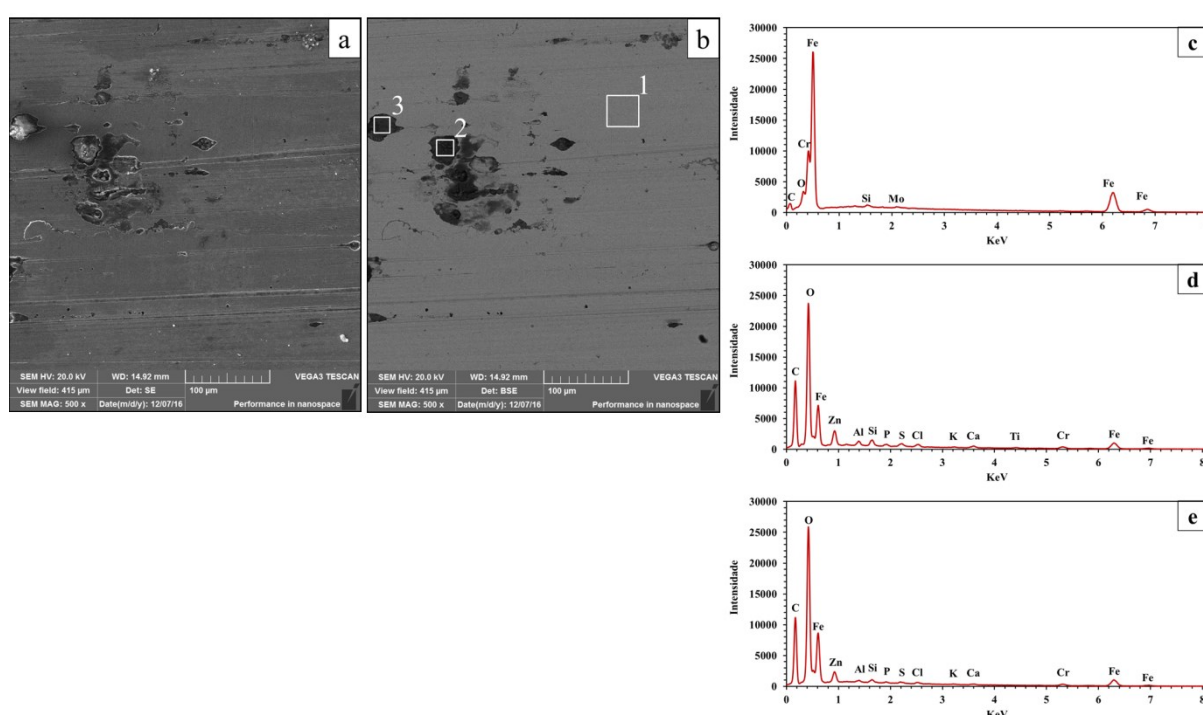 a
SEM HV: 20.0 kV WD: 14.92 mm VEGA3 TESCAN
View field: 415 µm Det: SE 100 µm
SEM MAG: 500 x Date(m/d/y): 12/07/16 Performance in nanospace
b
1
3
2
SEM HV: 20.0 kV WD: 14.92 mm VEGA3 TESCAN
View field: 415 µm Det: BSE 100 µm
SEM MAG: 500 x Date(m/d/y): 12/07/16 Performance in nanospace
c
Intensidade
30000
25000
20000
15000
10000
5000
0
Fe
Cr
O
C
Si
Mo
Fe
Fe
0 1 2 3 4 5 6 7 8
KeV
d
Intensidade
30000
25000
20000
15000
10000
5000
0
O
C
Fe
Zn
Al Si P S Cl K Ca Ti Cr Fe Fe
0 1 2 3 4 5 6 7 8
KeV
e
Intensidade
30000
25000
20000
15000
10000
5000
0
O
C
Fe
Zn
Al Si P S Cl K Ca Cr Fe Fe
0 1 2 3 4 5 6 7 8
KeV